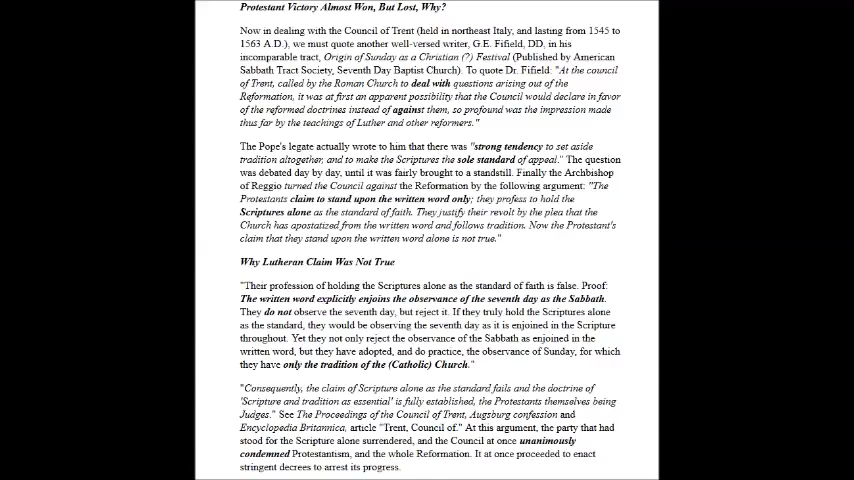 Protestant Victory Almost Won, But Lost, Why?
Now in dealing with the Council of Trent (held in northeast Italy, and lasting from 1545 to
1563 A.D.), we must quote another well-versed writer, G.E. Fifield, DD, in his
incomparable tract, Origin of Sunday as a Christian (?) Festival (Published by American
Sabbath Tract Society, Seventh Day Baptist Church). To quote Dr. Fifield: "At the council
of Trent, called by the Roman Church to deal with questions arising out of the
Reformation, it was at first an apparent possibility that the Council would declare in favor
of the reformed doctrines instead of against them, so profound was the impression made
thus far by the teachings of Luther and other reformers."
The Pope's legate actually wrote to him that there was "strong tendency to set aside
tradition altogether, and to make the Scriptures the sole standard of appeal." The question
was debated day by day, until it was fairly brought to a standstill. Finally the Archbishop
of Reggio turned the Council against the Reformation by the following argument: "The
Protestants claim to stand upon the written word only; they profess to hold the
Scriptures alone as the standard of faith. They justify their revolt by the plea that the
Church has apostatized from the written word and follows tradition. Now the Protestant's
claim that they stand upon the written word alone is not true."
Why Lutheran Claim Was Not True
"Their profession of holding the Scriptures alone as the standard of faith is false. Proof:
The written word explicitly enjoins the observance of the seventh day as the Sabbath.
They do not observe the seventh day, but reject it. If they truly hold the Scriptures alone
as the standard, they would be observing the seventh day as it is enjoined in the Scripture
throughout. Yet they not only reject the observance of the Sabbath as enjoined in the
written word, but they have adopted, and do practice, the observance of Sunday, for which
they have only the tradition of the (Catholic) Church."
"Consequently, the claim of Scripture alone as the standard fails and the doctrine of
'Scripture and tradition as essential' is fully established, the Protestants themselves being
Judges." See The Proceedings of the Council of Trent, Augsburg confession and
Encyclopedia Britannica, article "Trent, Council of." At this argument, the party that had
stood for the Scripture alone surrendered, and the Council at once unanimously
condemned Protestantism, and the whole Reformation. It at once proceeded to enact
stringent decrees to arrest its progress.